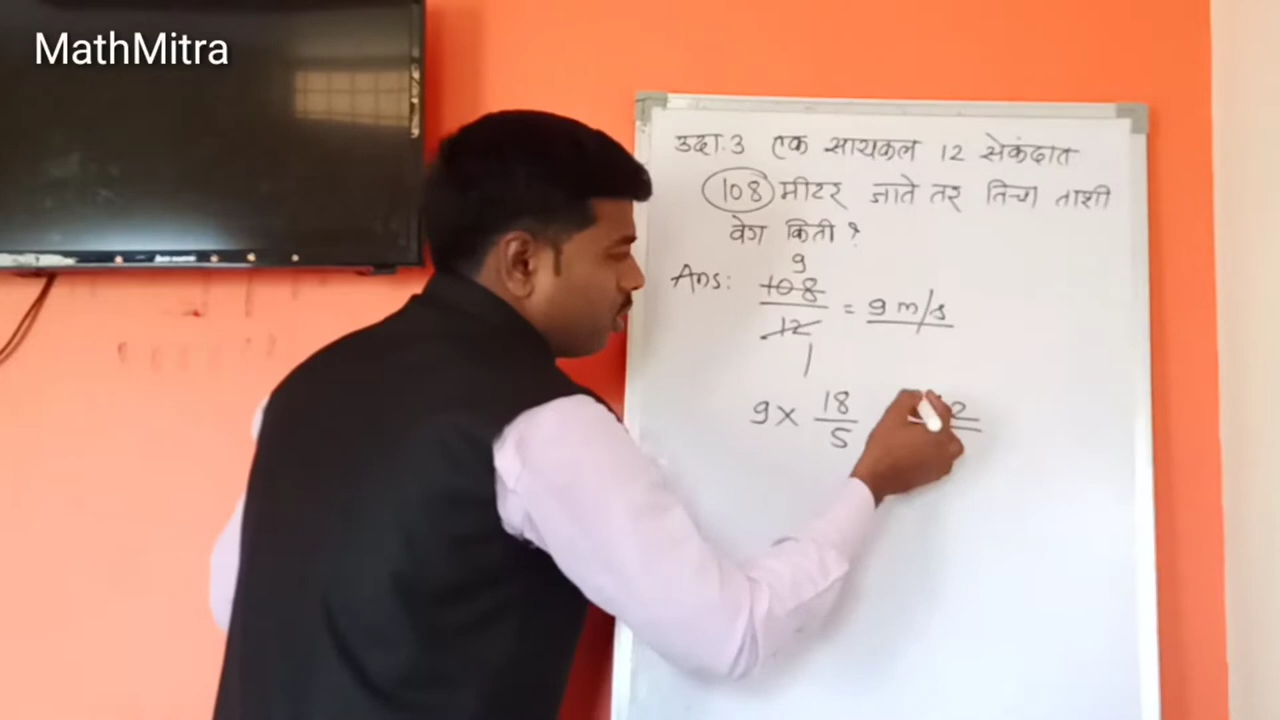 MathMitra
उदा.3 एक सायकल 12 सेकंदात
108 मीटर जाते तर तिचा ताशी
वेग किती ?
9
Ans: 108/12 = 9 m/s
1
9 × 18/5